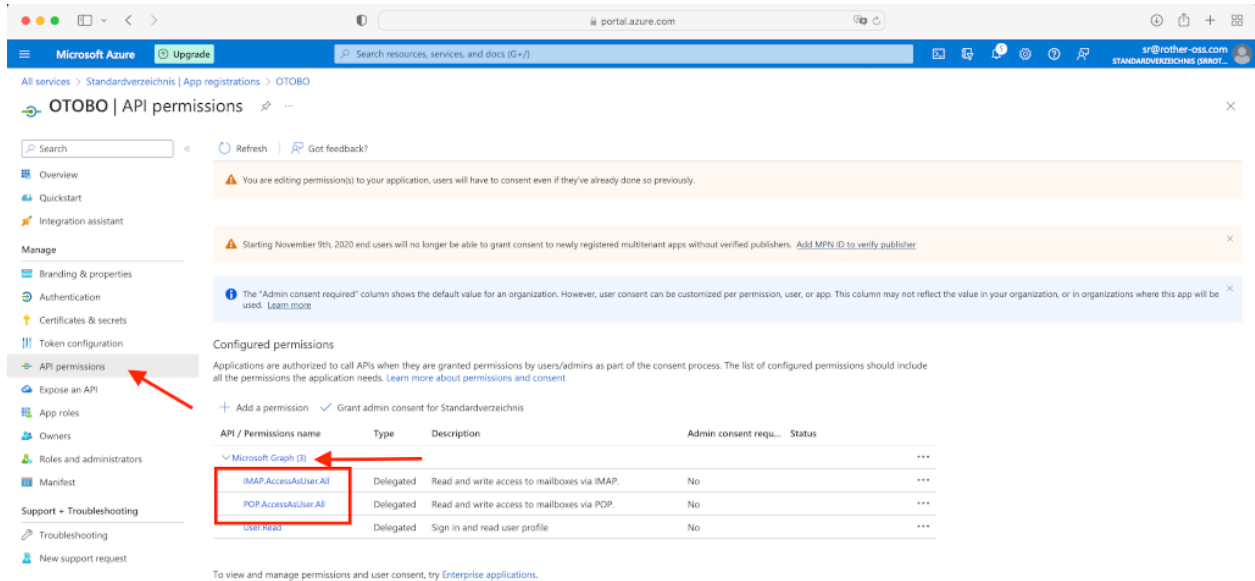 portal.azure.com
Microsoft Azure
Upgrade
Search resources, services, and docs (G+/)
5
sr@rother-oss.com
STANDARDVERZEICHNIS (SRROT...
All services > Standardverzeichnis | App registrations > OTOBO
OTOBO | API permissions
Search
Refresh
Got feedback?
Overview
Quickstart
Integration assistant
Manage
Branding & properties
Authentication
Certificates & secrets
Token configuration
API permissions
Expose an API
App roles
Owners
Roles and administrators
Manifest
Support + Troubleshooting
Troubleshooting
New support request
You are editing permission(s) to your application, users will have to consent even if they've already done so previously.
Starting November 9th, 2020 end users will no longer be able to grant consent to newly registered multitenant apps without verified publishers. Add MPN ID to verify publisher
The "Admin consent required" column shows the default value for an organization. However, user consent can be customized per permission, user, or app. This column may not reflect the value in your organization, or in organizations where this app will be
used. Learn more
Configured permissions
Applications are authorized to call APIs when they are granted permissions by users/admins as part of the consent process. The list of configured permissions should include
all the permissions the application needs. Learn more about permissions and consent
Add a permission Grant admin consent for Standardverzeichnis
API / Permissions name Type Description Admin consent requ... Status
Microsoft Graph (3)
IMAP.AccessAsUser.All Delegated Read and write access to mailboxes via IMAP. No
POP.AccessAsUser.All Delegated Read and write access to mailboxes via POP. No
User.Read Delegated Sign in and read user profile No
To view and manage permissions and user consent, try Enterprise applications.